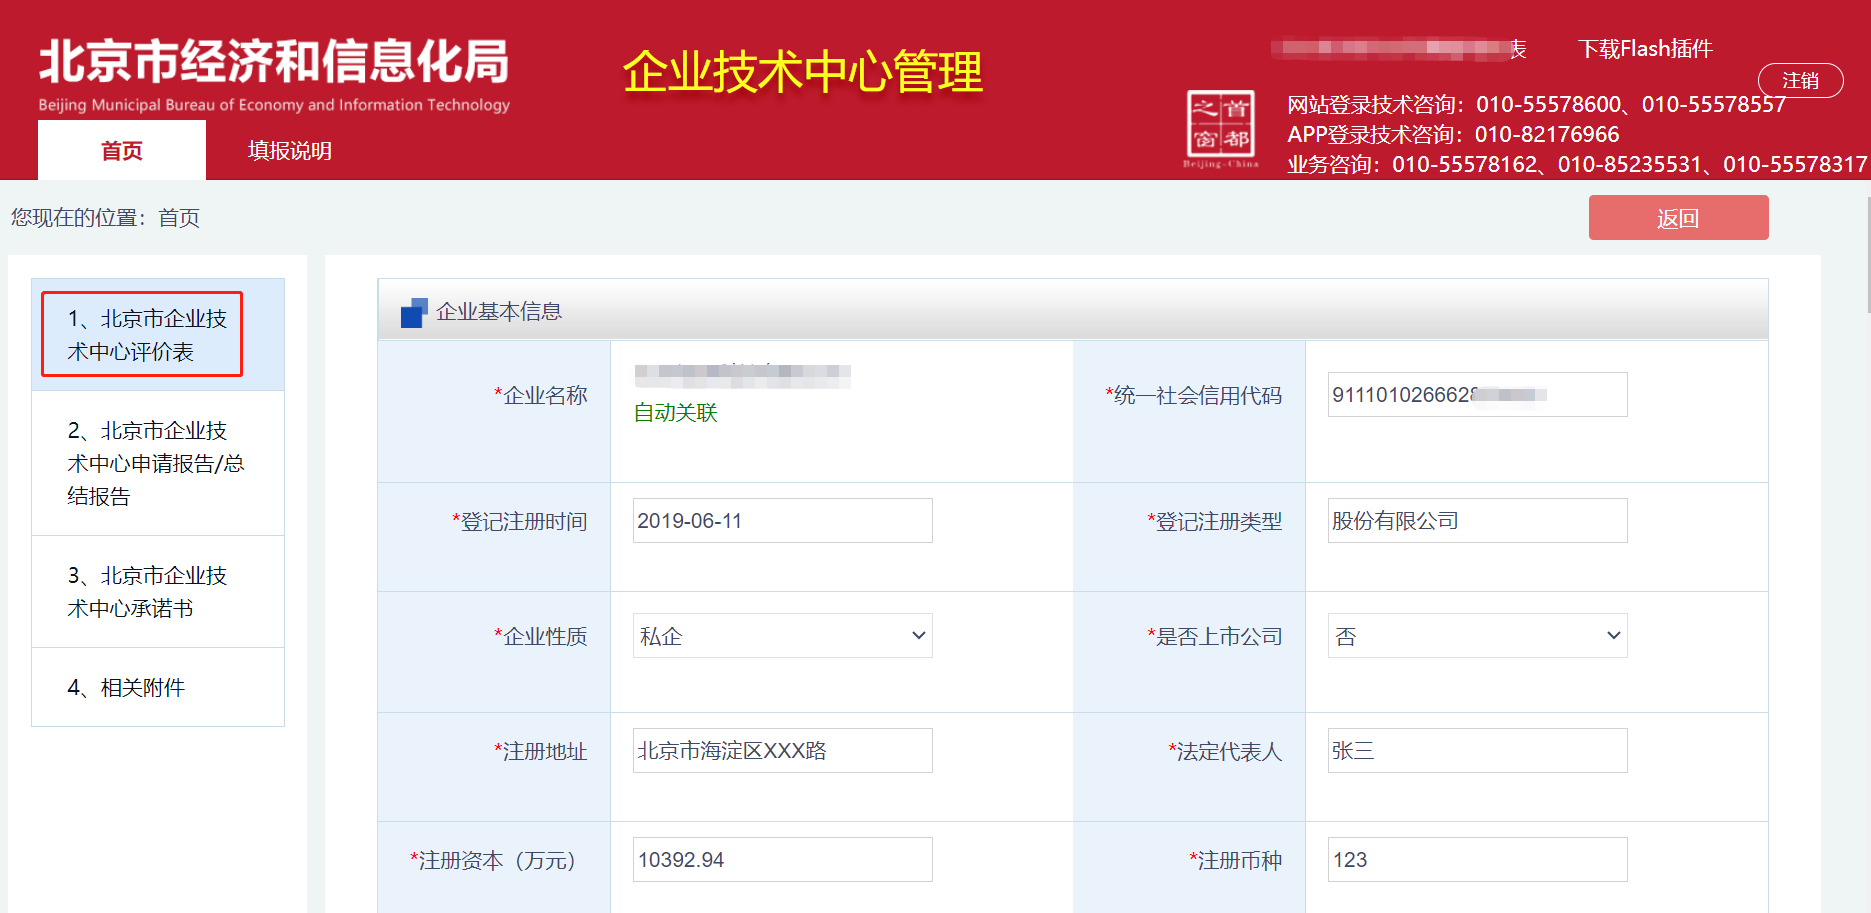 北京市经济和信息化局
Beijing Municipal Bureau of Economy and Information Technology
企业技术中心管理
表
下载Flash插件
注销
首都之窗
Beijing-China
网站登录技术咨询：010-55578600、010-55578557
APP登录技术咨询：010-82176966
业务咨询：010-55578162、010-85235531、010-55578317
首页
填报说明
您现在的位置：首页
返回
1、北京市企业技
术中心评价表
2、北京市企业技
术中心申请报告/总
结报告
3、北京市企业技
术中心承诺书
4、相关附件
企业基本信息
*企业名称
自动关联
*统一社会信用代码
9111010266628
*登记注册时间
2019-06-11
*登记注册类型
股份有限公司
*企业性质
私企
*是否上市公司
否
*注册地址
北京市海淀区XXX路
*法定代表人
张三
*注册资本（万元）
10392.94
*注册币种
123